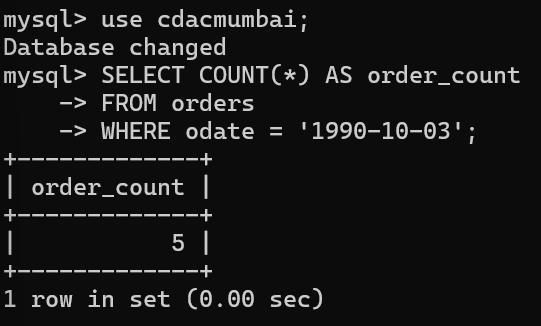 mysql> use cdacmumbai;
Database changed
mysql> SELECT COUNT(*) AS order_count
    -> FROM orders
    -> WHERE odate = '1990-10-03';
+-------------+
| order_count |
+-------------+
|           5 |
+-------------+
1 row in set (0.00 sec)